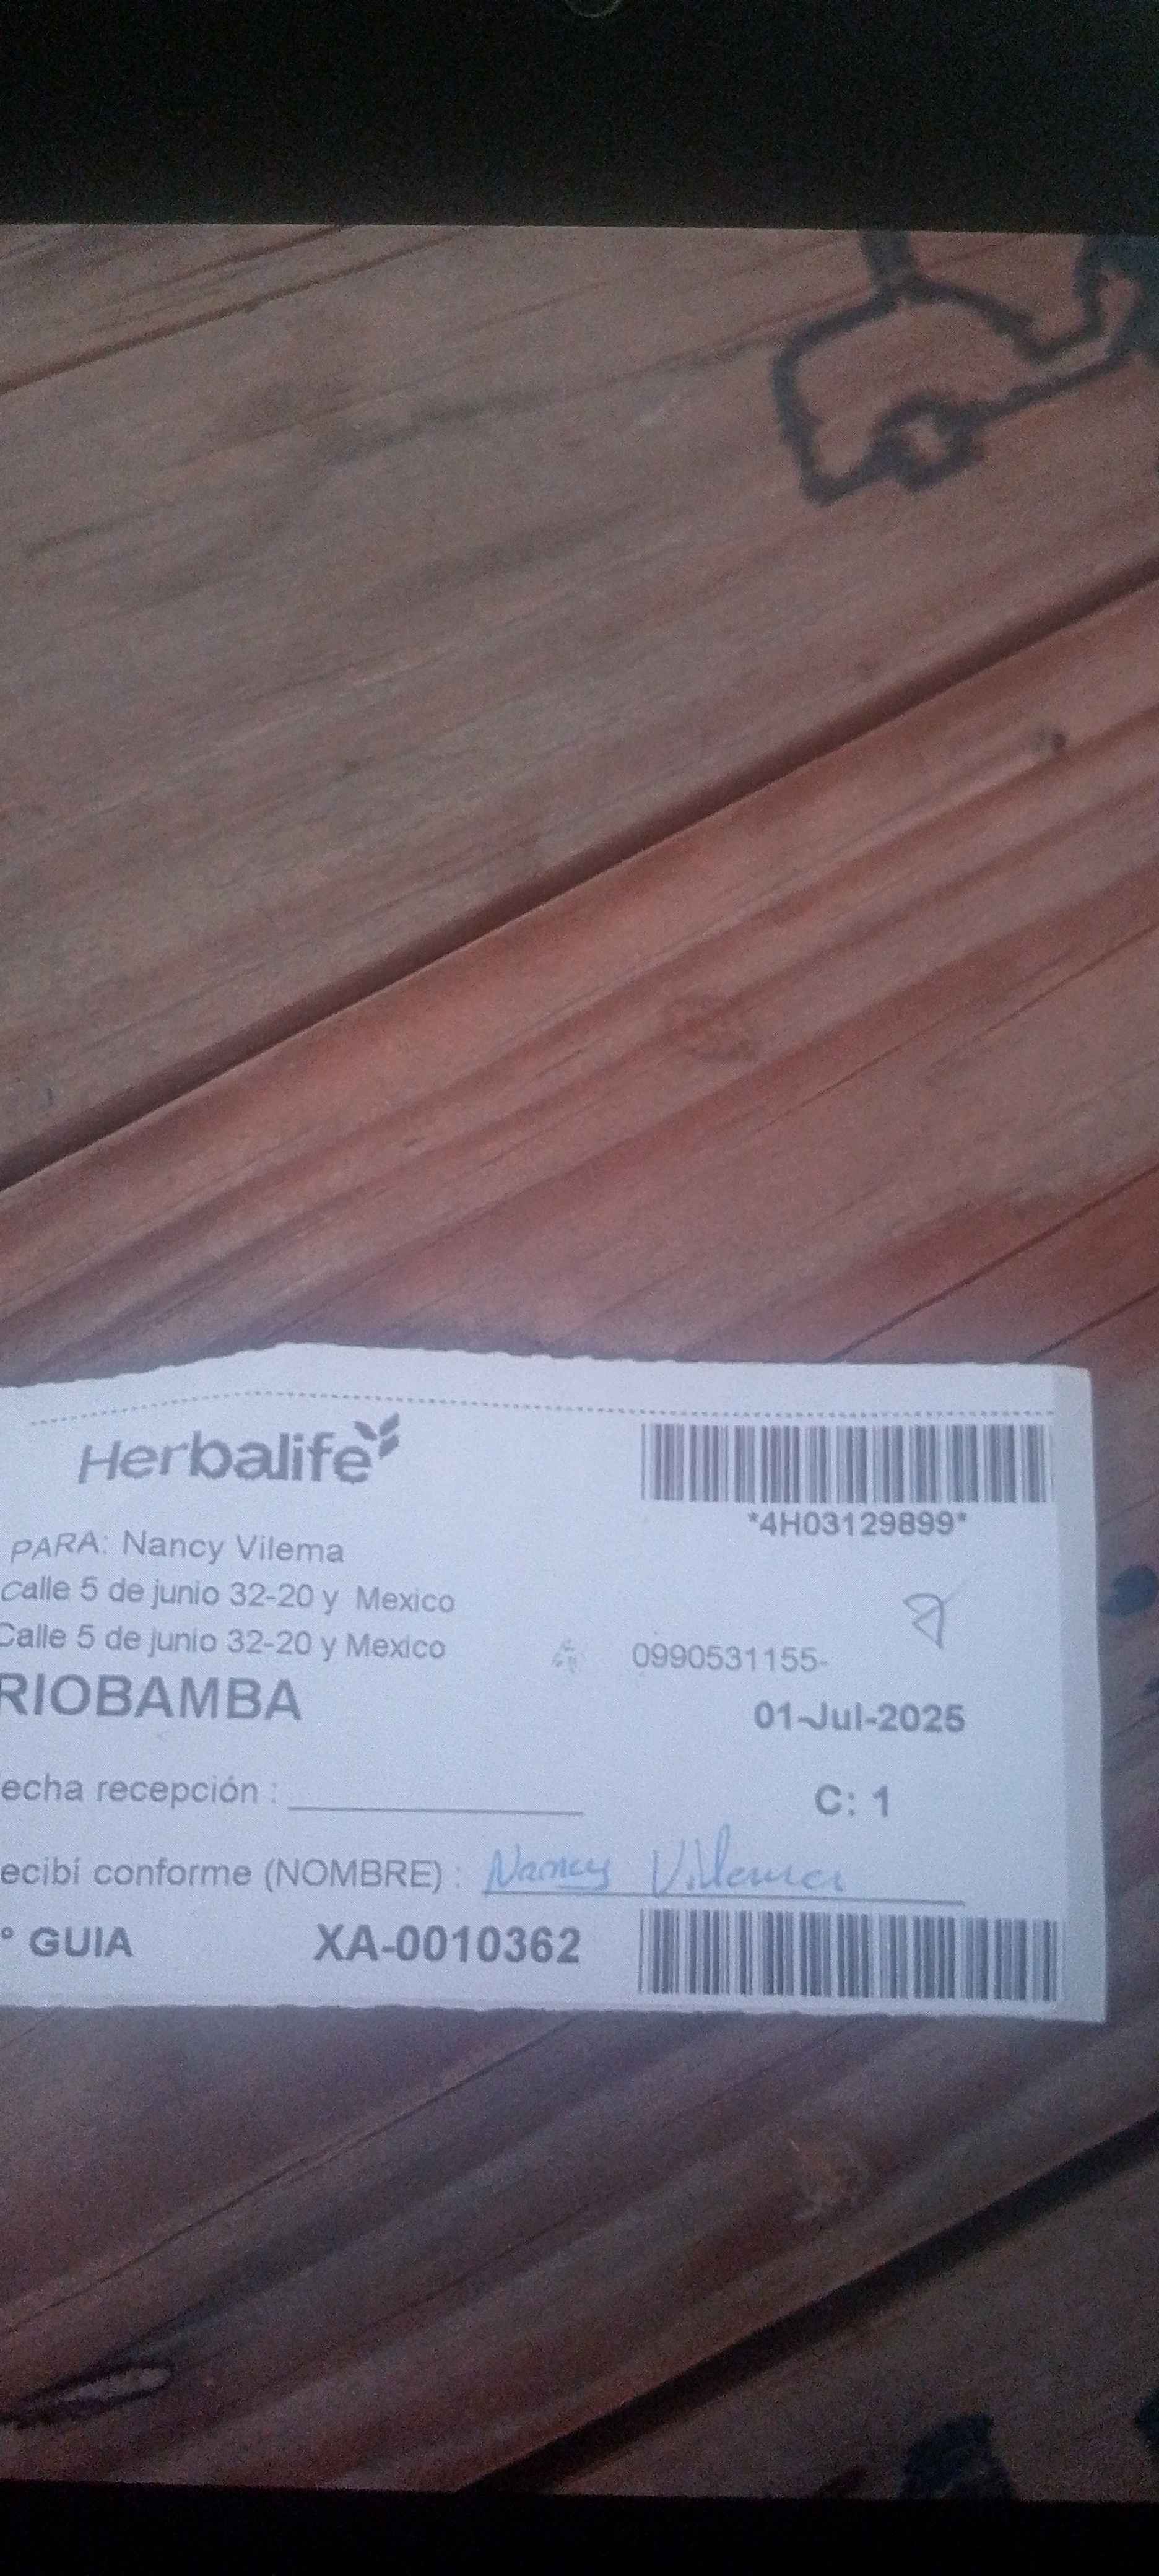 Herbalife
*4H03129899*
PARA: Nancy Vilema
Calle 5 de junio 32-20 y Mexico
Calle 5 de junio 32-20 y Mexico
0990531155-
RIOBAMBA
01-Jul-2025
echa recepción :
C: 1
ecibí conforme (NOMBRE) : Nancy Vilema
° GUIA XA-0010362